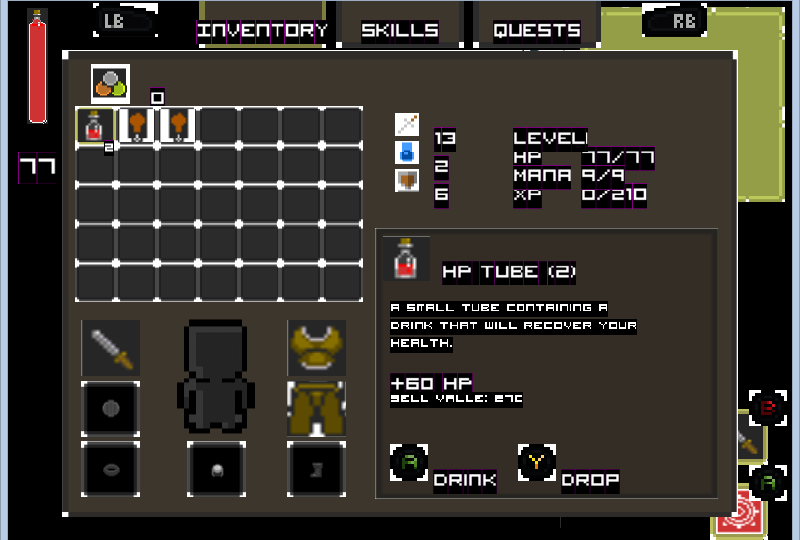 LB
INVENTORY
SKILLS
QUESTS
RB
0
2
77
13
2
6
LEVEL
HP 77/77
MANA 9/9
XP 0/210
HP TUBE (2)
A SMALL TUBE CONTAINING A
DRINK THAT WILL RECOVER YOUR
HEALTH.
+60 HP
SELL VALUE: 27C
A DRINK
Y DROP
B
A